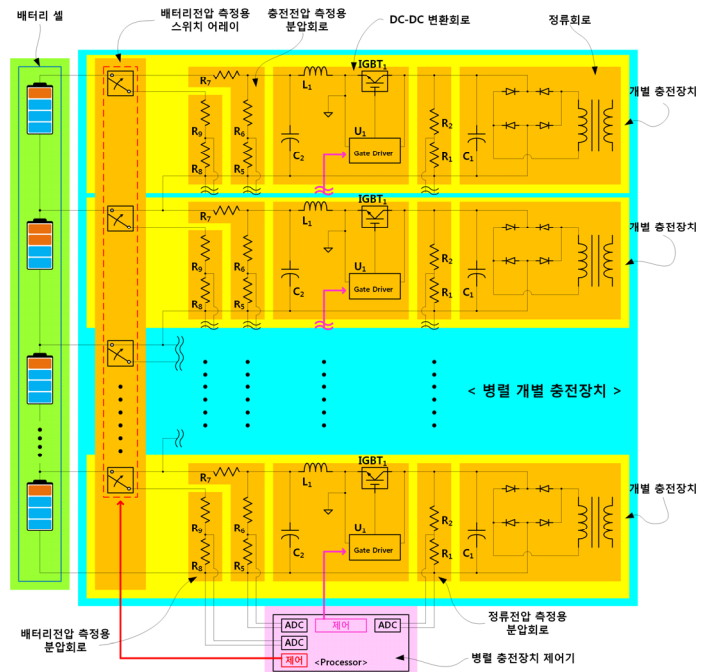 배터리 셀
배터리전압 측정용
스위치 어레이
충전전압 측정용
분압회로
DC-DC 변환회로
정류회로
R7
R9
R8
R6
R5
L1
C2
IGBT1
U1
Gate Driver
R2
R1
C1
개별 충전장치
R7
R9
R8
R6
R5
L1
C2
IGBT1
U1
Gate Driver
R2
R1
C1
개별 충전장치
< 병렬 개별 충전장치 >
R7
R9
R8
R6
R5
L1
C2
IGBT1
U1
Gate Driver
R2
R1
C1
개별 충전장치
배터리전압 측정용
분압회로
ADC
제어
ADC
ADC
제어
<Processor>
정류전압 측정용
분압회로
병렬 충전장치 제어기